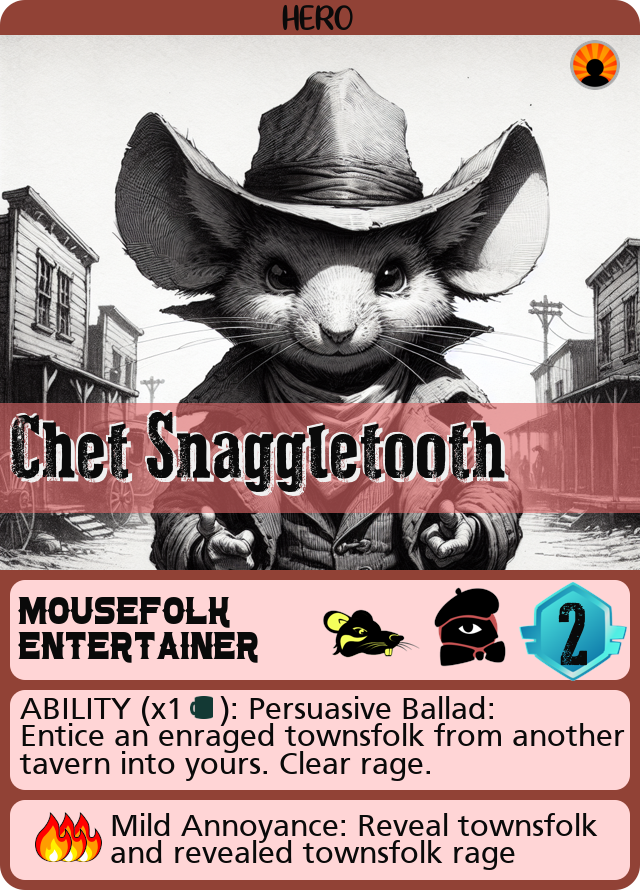 HERO
Chet Snaggletooth
MOUSEFOLK
ENTERTAINER
2
ABILITY (x1 ): Persuasive Ballad:
Entice an enraged townsfolk from another
tavern into yours. Clear rage.
Mild Annoyance: Reveal townsfolk
and revealed townsfolk rage